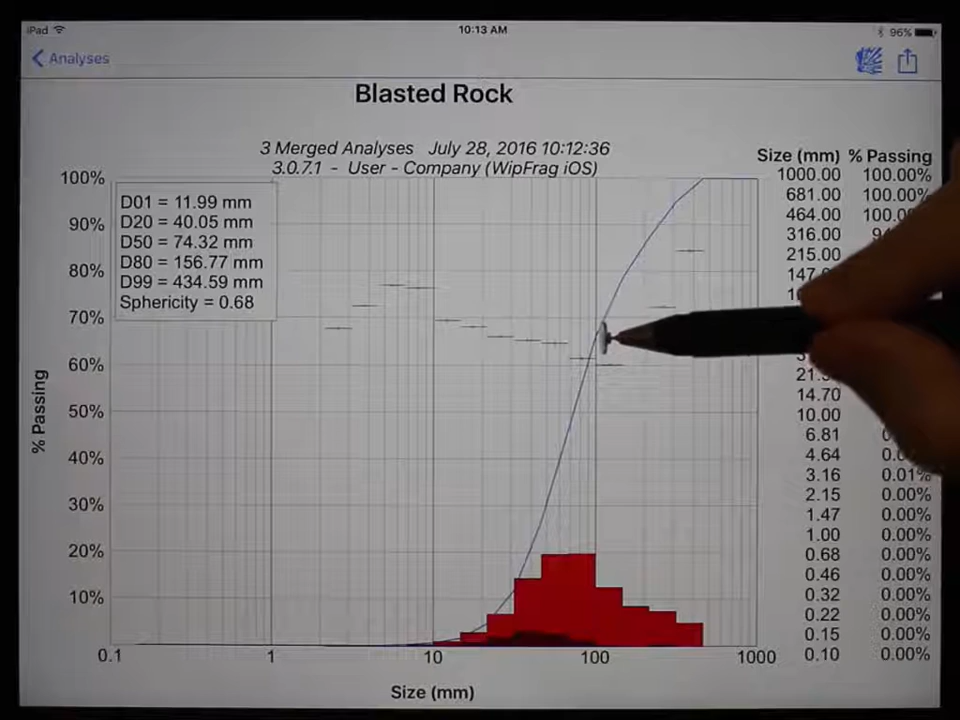 iPad
10:13 AM
96%
Analyses
Blasted Rock
3 Merged Analyses July 28, 2016 10:12:36
3.0.7.1 - User - Company (WipFrag iOS)
Size (mm) % Passing
1000.00 100.00%
681.00 100.00%
464.00
316.00
215.00
21.5
14.70
10.00
6.81
4.64
3.16 0.01%
2.15 0.00%
1.47 0.00%
1.00 0.00%
0.68 0.00%
0.46 0.00%
0.32 0.00%
0.22 0.00%
0.15 0.00%
0.10 0.00%
D01 = 11.99 mm
D20 = 40.05 mm
D50 = 74.32 mm
D80 = 156.77 mm
D99 = 434.59 mm
Sphericity = 0.68
% Passing
100%
90%
80%
70%
60%
50%
40%
30%
20%
10%
0.1 1 10 100 1000
Size (mm)